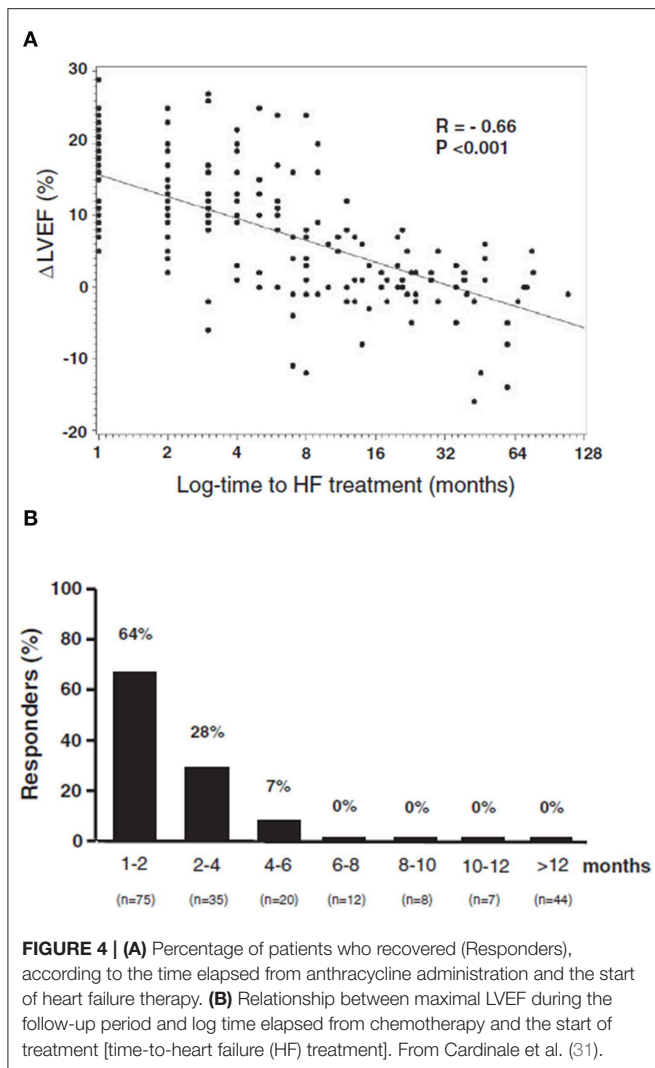 A
30
20
10
0
-10
-20
ΔLVEF (%)
R = - 0.66
P <0.001
1 2 4 8 16 32 64 128
Log-time to HF treatment (months)
B
100
80
60
40
20
0
Responders (%)
64%
28%
7%
0% 0% 0% 0%
1-2 2-4 4-6 6-8 8-10 10-12 >12 months
(n=75) (n=35) (n=20) (n=12) (n=8) (n=7) (n=44)
FIGURE 4 | (A) Percentage of patients who recovered (Responders),
according to the time elapsed from anthracycline administration and the start
of heart failure therapy. (B) Relationship between maximal LVEF during the
follow-up period and log time elapsed from chemotherapy and the start of
treatment [time-to-heart failure (HF) treatment]. From Cardinale et al. (31).